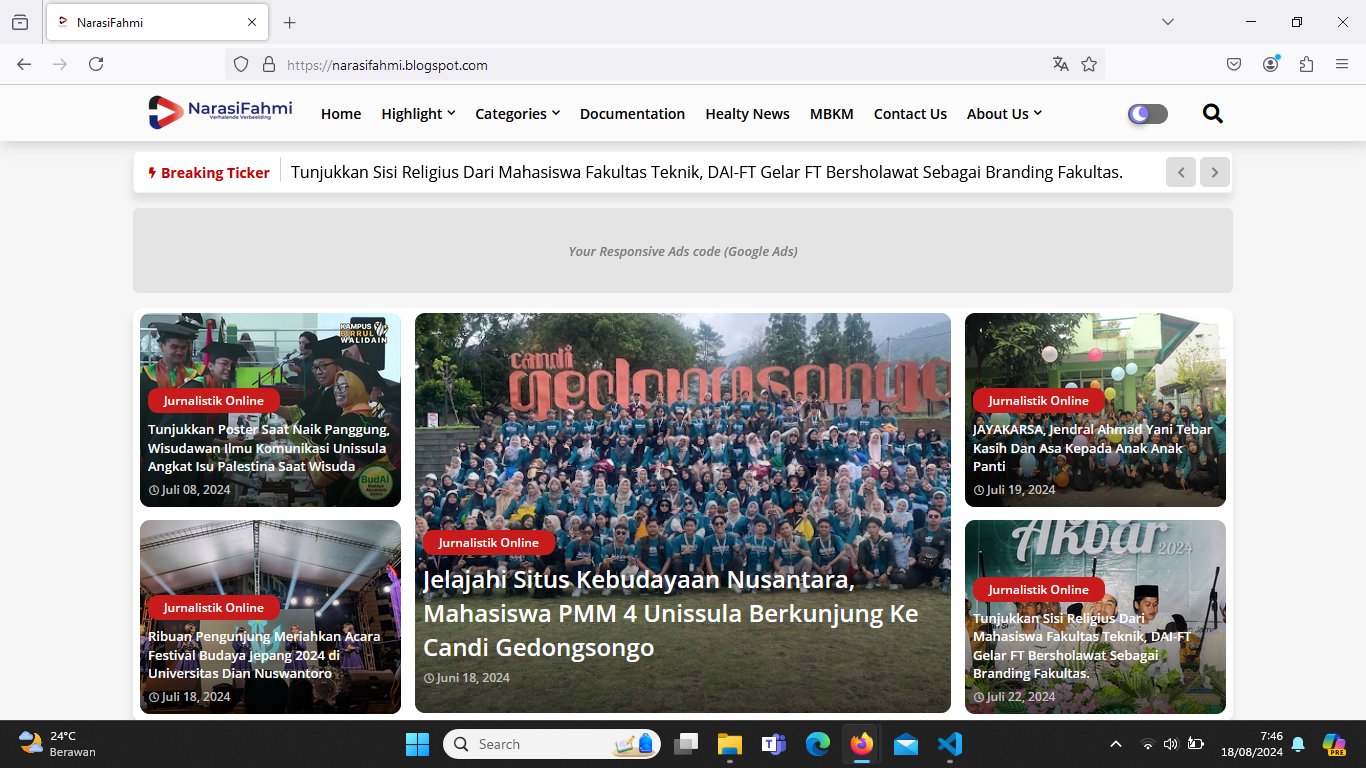 NarasiFahmi
https://narasifahmi.blogspot.com
NarasiFahmi
Verhalende Verbeelding
Home Highlight Categories Documentation Healty News MBKM Contact Us About Us
Breaking Ticker Tunjukkan Sisi Religius Dari Mahasiswa Fakultas Teknik, DAI-FT Gelar FT Bersholawat Sebagai Branding Fakultas.
Your Responsive Ads code (Google Ads)
KAMPUS
BIRRUL
WALIDAIN
Jurnalistik Online
Tunjukkan Poster Saat Naik Panggung,
Wisudawan Ilmu Komunikasi Unissula
Angkat Isu Palestina Saat Wisuda
Juli 08, 2024
BudAi
Jurnalistik Online
Ribuan Pengunjung Meriahkan Acara
Festival Budaya Jepang 2024 di
Universitas Dian Nuswantoro
Juli 18, 2024
candi
gedongsongo
Jurnalistik Online
Jelajahi Situs Kebudayaan Nusantara,
Mahasiswa PMM 4 Unissula Berkunjung Ke
Candi Gedongsongo
Juni 18, 2024
Jurnalistik Online
JAYAKARSA, Jendral Ahmad Yani Tebar
Kasih Dan Asa Kepada Anak Anak
Panti
Juli 19, 2024
Akbar
2024
Jurnalistik Online
Tunjukkan Sisi Religius Dari
Mahasiswa Fakultas Teknik, DAI-FT
Gelar FT Bersholawat Sebagai
Branding Fakultas.
Juli 22, 2024
24°C
Berawan
Search
7:46
18/08/2024
PRE